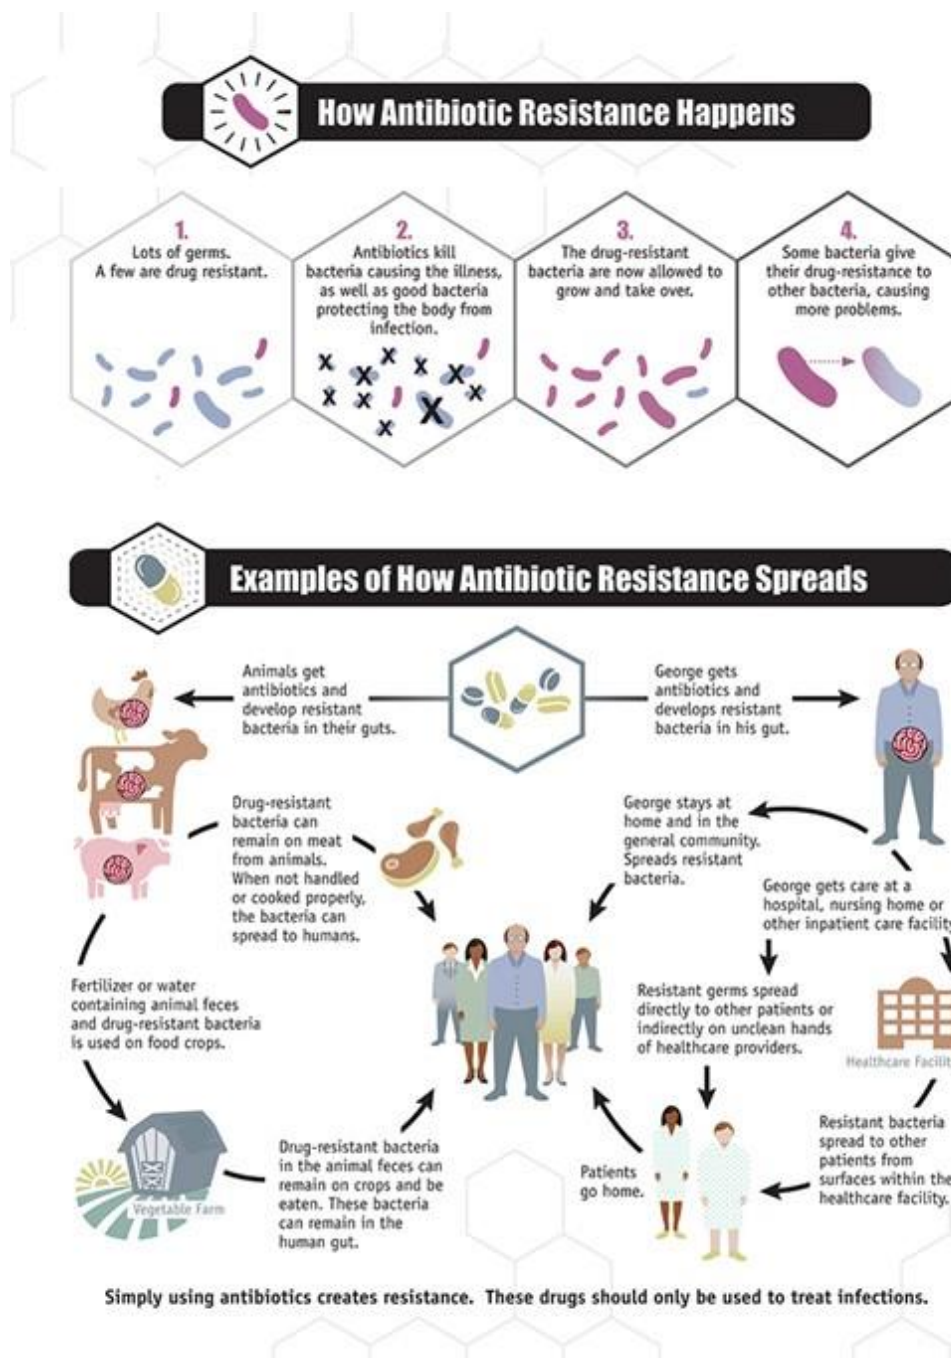 How Antibiotic Resistance Happens
1.
Lots of germs.
A few are drug resistant.
2.
Antibiotics kill
bacteria causing the illness,
as well as good bacteria
protecting the body from
infection.
X X X X X X X X X X
3.
The drug-resistant
bacteria are now allowed to
grow and take over.
4.
Some bacteria give
their drug-resistance to
other bacteria, causing
more problems.
Examples of How Antibiotic Resistance Spreads
Animals get
antibiotics and
develop resistant
bacteria in their guts.
George gets
antibiotics and
develops resistant
bacteria in his gut.
Drug-resistant
bacteria can
remain on meat
from animals.
When not handled
or cooked properly,
the bacteria can
spread to humans.
George stays at
home and in the
general community.
Spreads resistant
bacteria.
George gets care at a
hospital, nursing home or
other inpatient care facility
Fertilizer or water
containing animal feces
and drug-resistant bacteria
is used on food crops.
Resistant germs spread
directly to other patients or
indirectly on unclean hands
of healthcare providers.
Healthcare Facilit
Vegetable Farm
Drug-resistant bacteria
in the animal feces can
remain on crops and be
eaten. These bacteria
can remain in the
human gut.
Patients
go home.
Resistant bacteria
spread to other
patients from
surfaces within the
healthcare facility.
Simply using antibiotics creates resistance. These drugs should only be used to treat infections.